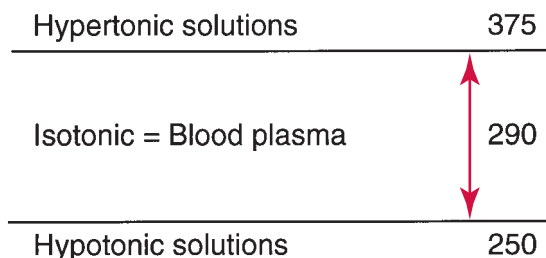 Hypertonic solutions 375
Isotonic = Blood plasma 290
Hypotonic solutions 250